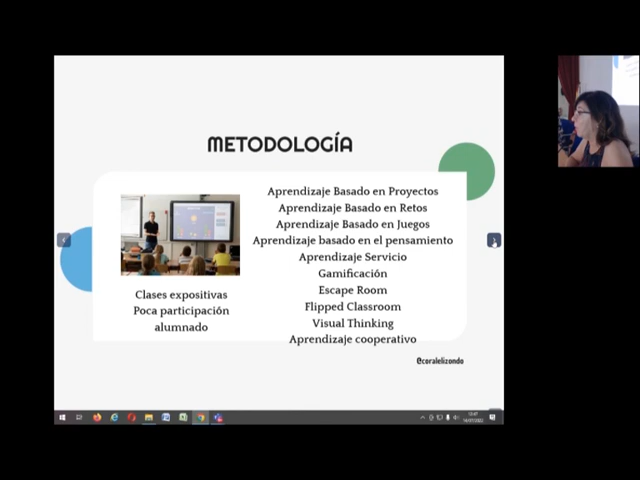 METODOLOGÍA
Clases expositivas
Poca participación
alumnado
Aprendizaje Basado en Proyectos
Aprendizaje Basado en Retos
Aprendizaje Basado en Juegos
Aprendizaje basado en el pensamiento
Aprendizaje Servicio
Gamificación
Escape Room
Flipped Classroom
Visual Thinking
Aprendizaje cooperativo
@coralelizondo